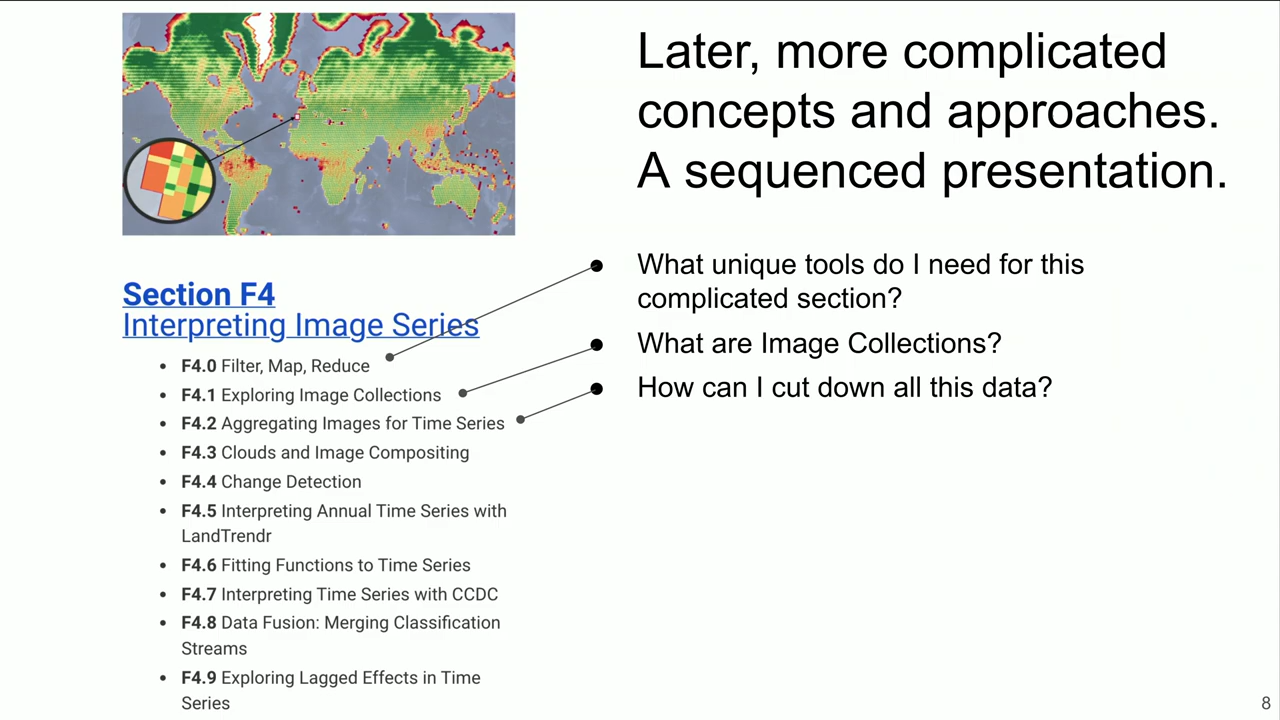 Later, more complicated
concepts and approaches.
A sequenced presentation.
Section F4
Interpreting Image Series
• F4.0 Filter, Map, Reduce
• F4.1 Exploring Image Collections
• F4.2 Aggregating Images for Time Series
• F4.3 Clouds and Image Compositing
• F4.4 Change Detection
• F4.5 Interpreting Annual Time Series with
LandTrendr
• F4.6 Fitting Functions to Time Series
• F4.7 Interpreting Time Series with CCDC
• F4.8 Data Fusion: Merging Classification
Streams
• F4.9 Exploring Lagged Effects in Time
Series
● What unique tools do I need for this
complicated section?
● What are Image Collections?
● How can I cut down all this data?
8